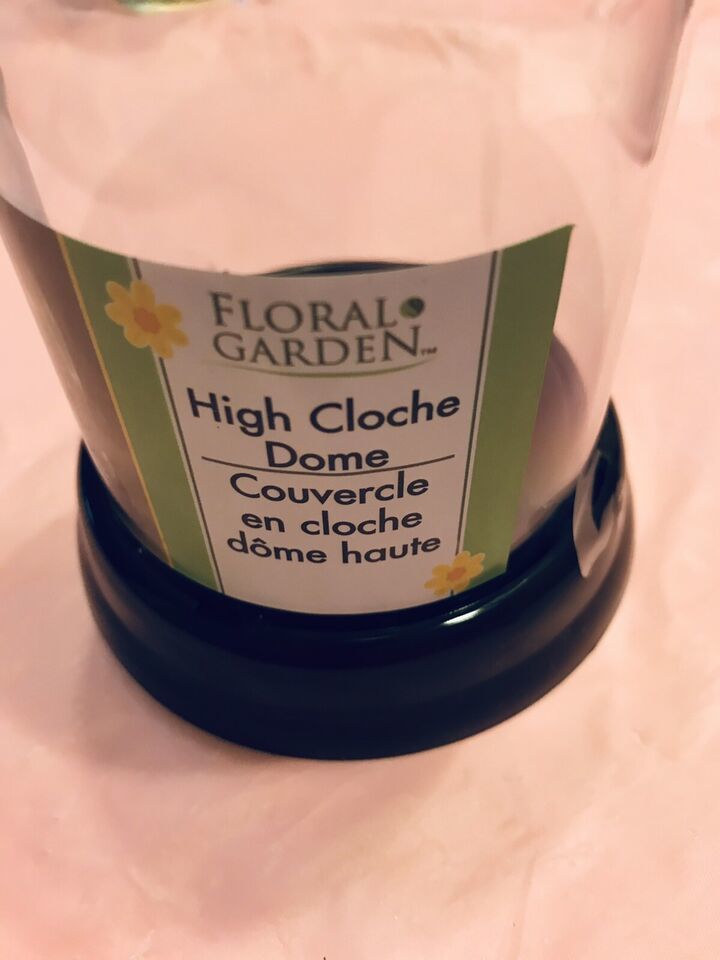 FLORAL
GARDEN™
High Cloche
Dome
Couvercle
en cloche
dôme haute